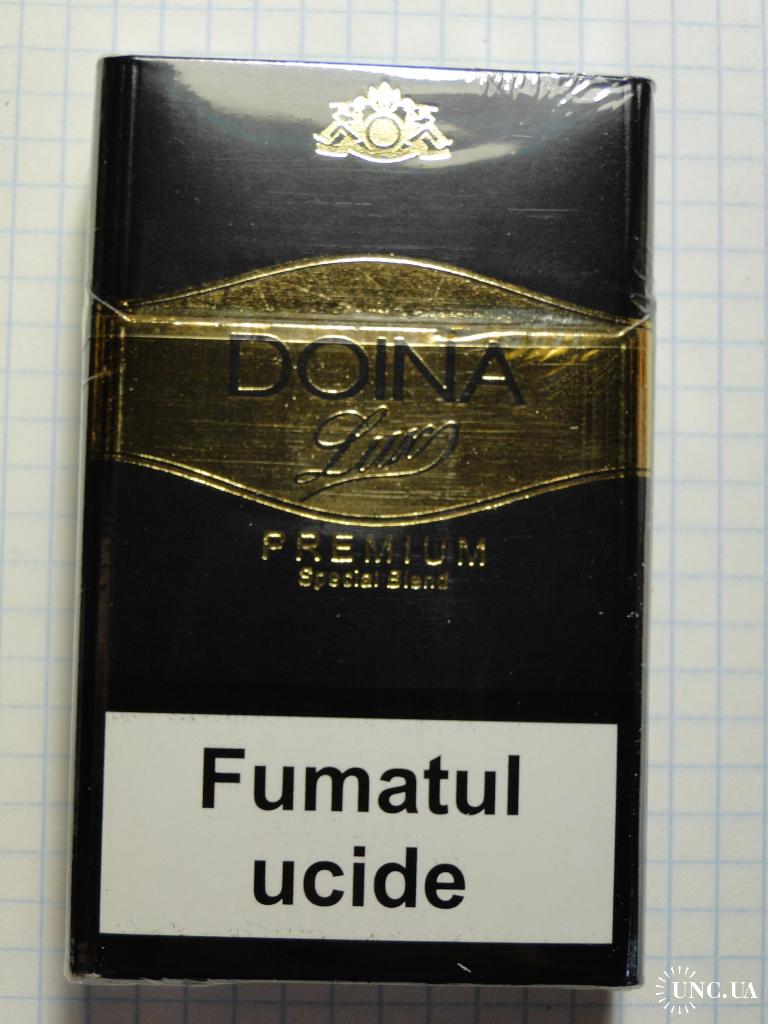 DOINA
Lux
PREMIUM
Special Blend
Fumatul
ucide
UNC.UA